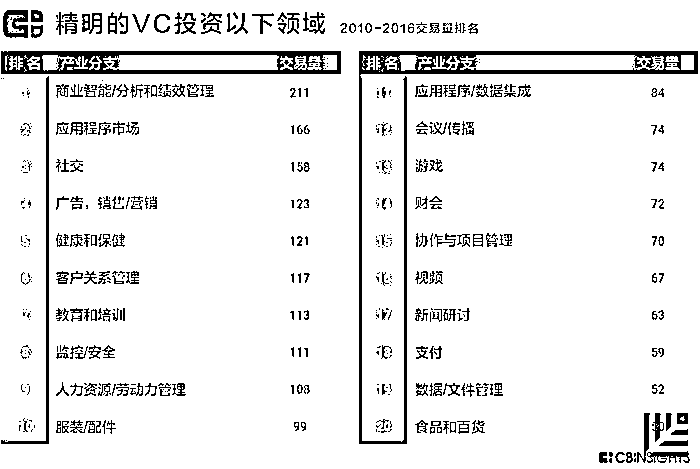 精明的VC投资以下领域 2010-2016交易量排名
排名 产业分支 交易量
1 商业智能/分析和绩效管理 211
2 应用程序市场 166
3 社交 158
4 广告，销售/营销 123
5 健康和保健 121
6 客户关系管理 117
7 教育和培训 113
8 监控/安全 111
9 人力资源/劳动力管理 108
10 服装/配件 99
排名 产业分支 交易量
11 应用程序/数据集成 84
12 会议/传播 74
13 游戏 74
14 财会 72
15 协作与项目管理 70
16 视频 67
17 新闻研讨 63
18 支付 59
19 数据/文件管理 52
20 食品和百货
CBINSIGHTS